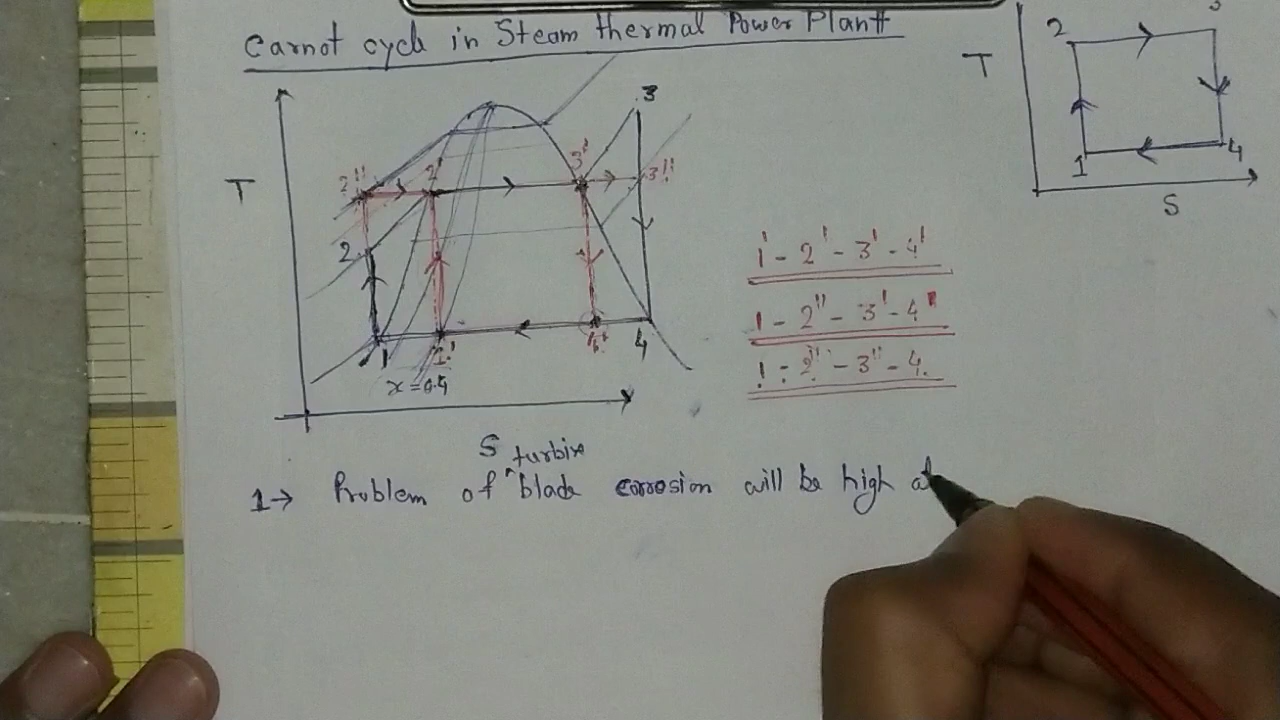 Carnot cycle in Steam thermal Power Plant
T
2
3
1
4
S
T
3
2''
2'
3'
3''
2
1
1'
4'
4
x = 0.4
S
1' - 2' - 3' - 4'
1 - 2'' - 3' - 4'
1 - 2'' - 3'' - 4
1→ Problem of turbine blade corrosion will be high at